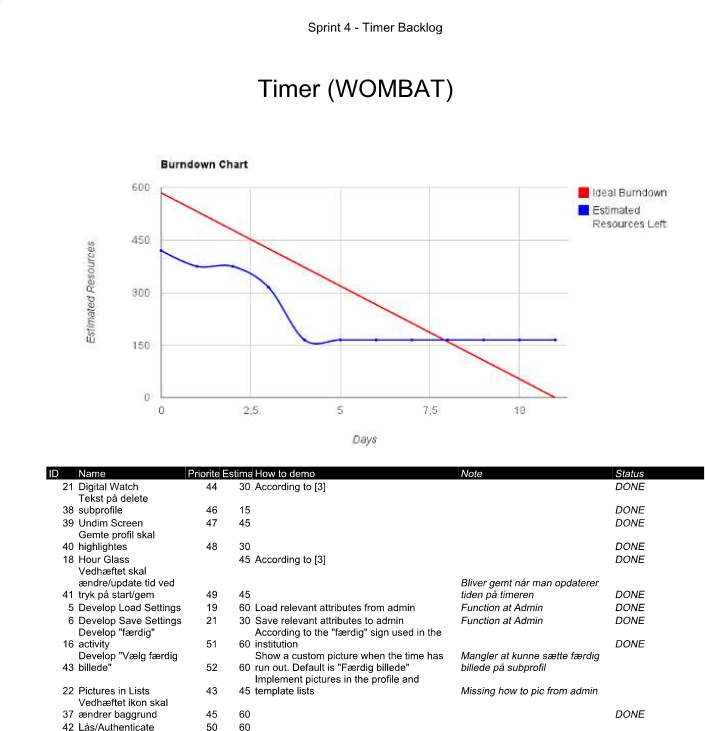 Sprint 4 - Timer Backlog
Timer (WOMBAT)
Burndown Chart
600
450
300
150
0
0
2,5
5
7,5
10
Estimated Resources
Days
Ideal Burndown
Estimated
Resources Left
ID Name Priorite Estima How to demo Note Status
21 Digital Watch 44 30 According to [3] DONE
Tekst på delete
38 subprofile 46 15 DONE
39 Undim Screen 47 45 DONE
Gemte profil skal
40 highlightes 48 30 DONE
18 Hour Glass 45 According to [3] DONE
Vedhæftet skal
ændre/update tid ved Bliver gemt når man opdaterer
41 tryk på start/gem 49 45 tiden på timeren DONE
5 Develop Load Settings 19 60 Load relevant attributes from admin Function at Admin DONE
6 Develop Save Settings 21 30 Save relevant attributes to admin Function at Admin DONE
Develop "færdig" According to the "færdig" sign used in the
16 activity 51 60 institution DONE
Develop "Vælg færdig Show a custom picture when the time has Mangler at kunne sætte færdig
43 billede" 52 60 run out. Default is "Færdig billede" billede på subprofil
Implement pictures in the profile and
22 Pictures in Lists 43 45 template lists Missing how to pic from admin
Vedhæftet ikon skal
37 ændrer baggrund 45 60 DONE
42 Lås/Authenticate 50 60